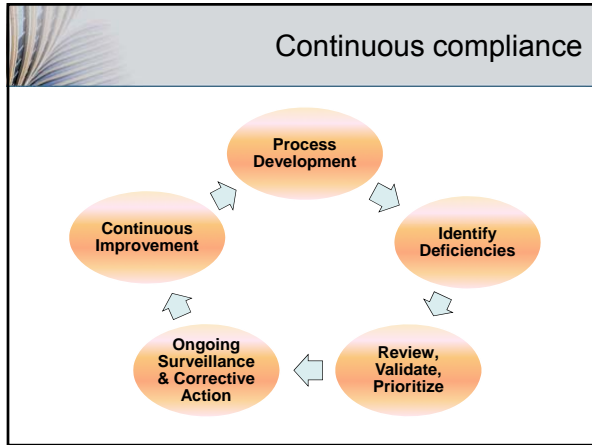 Continuous compliance
Process
Development
Identify
Deficiencies
Review,
Validate,
Prioritize
Ongoing
Surveillance
& Corrective
Action
Continuous
Improvement